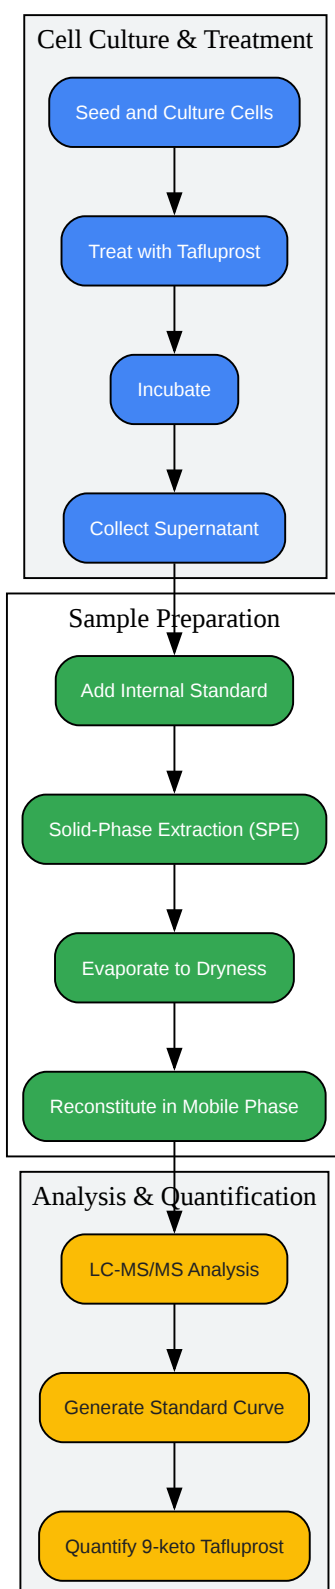 Cell Culture & Treatment
Seed and Culture Cells
Treat with Tafluprost
Incubate
Collect Supernatant
Sample Preparation
Add Internal Standard
Solid-Phase Extraction (SPE)
Evaporate to Dryness
Reconstitute in Mobile Phase
Analysis & Quantification
LC-MS/MS Analysis
Generate Standard Curve
Quantify 9-keto Tafluprost